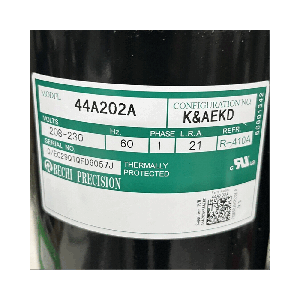 MODEL 44A202A CONFIGURATION NO. K&AEKD
VOLTS 208-230 Hz. 60 PHASE 1 L.R.A 21 REFR. R-410A
SERIAL NO.
THERMALLY
PROTECTED
RECHI PRECISION